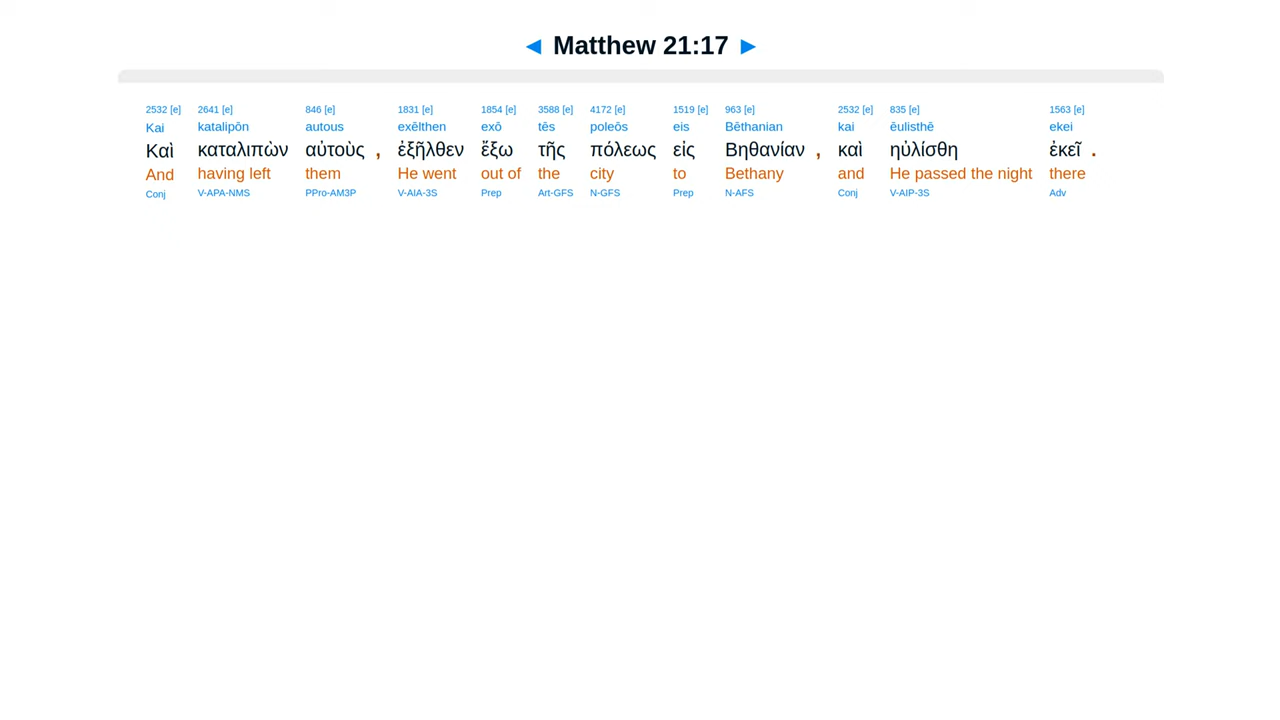 ◄ Matthew 21:17 ►
2532 [e] 2641 [e] 846 [e] 1831 [e] 1854 [e] 3588 [e] 4172 [e] 1519 [e] 963 [e] 2532 [e] 835 [e] 1563 [e]
Kai katalipōn autous exēlthen exō tēs poleōs eis Bēthanian kai ēulisthē ekei
Καὶ καταλιπὼν αὐτοὺς , ἐξῆλθεν ἔξω τῆς πόλεως εἰς Βηθανίαν , καὶ ηὐλίσθη ἐκεῖ .
And having left them He went out of the city to Bethany and He passed the night there
Conj V-APA-NMS PPro-AM3P V-AIA-3S Prep Art-GFS N-GFS Prep N-AFS Conj V-AIP-3S Adv